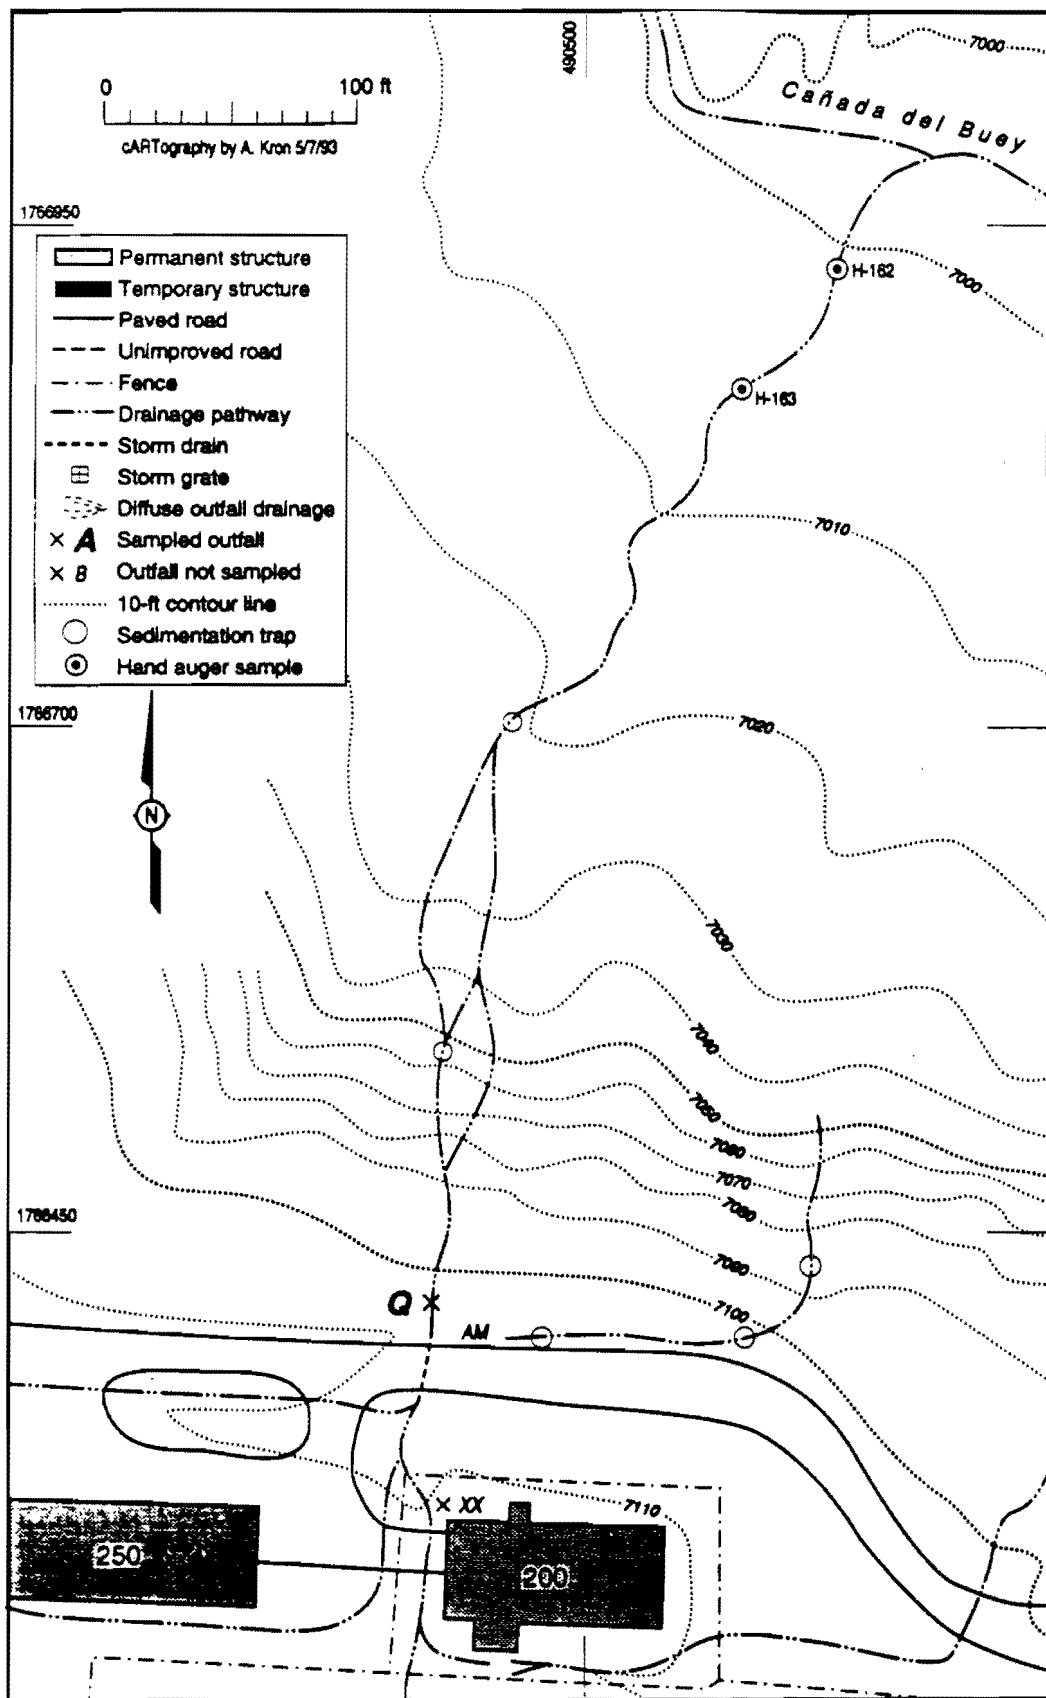 490500
7000
0 100 ft
Cañada del Buey
cARTography by A. Kron 5/7/93
1766950
Permanent structure
Temporary structure
Paved road
Unimproved road
Fence
Drainage pathway
Storm drain
Storm grate
Diffuse outfall drainage
A Sampled outfall
B Outfall not sampled
10-ft contour line
Sedimentation trap
Hand auger sample
H-162
7000
H-163
7010
1766700
7020
N
7030
7040
7050
7060
7070
7080
1766450
7090
7100
Q
AM
XX
7110
250
200